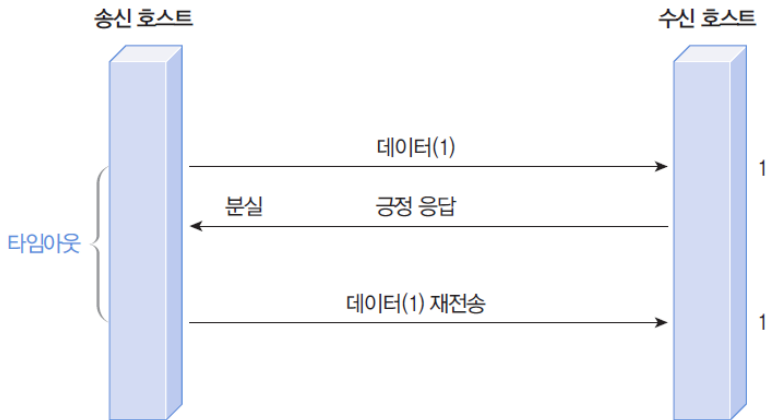 송신 호스트
수신 호스트
데이터(1)
1
분실
긍정 응답
타임아웃
데이터(1) 재전송
1